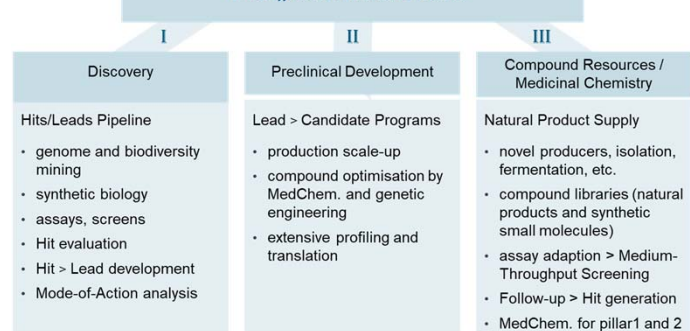 I
II
III
Discovery
Preclinical Development
Compound Resources /
Medicinal Chemistry
Hits/Leads Pipeline
• genome and biodiversity
mining
• synthetic biology
• assays, screens
• Hit evaluation
• Hit > Lead development
• Mode-of-Action analysis
Lead > Candidate Programs
• production scale-up
• compound optimisation by
MedChem. and genetic
engineering
• extensive profiling and
translation
Natural Product Supply
• novel producers, isolation,
fermentation, etc.
• compound libraries (natural
products and synthetic
small molecules)
• assay adaption > Medium-
Throughput Screening
• Follow-up > Hit generation
• MedChem. for pillar1 and 2